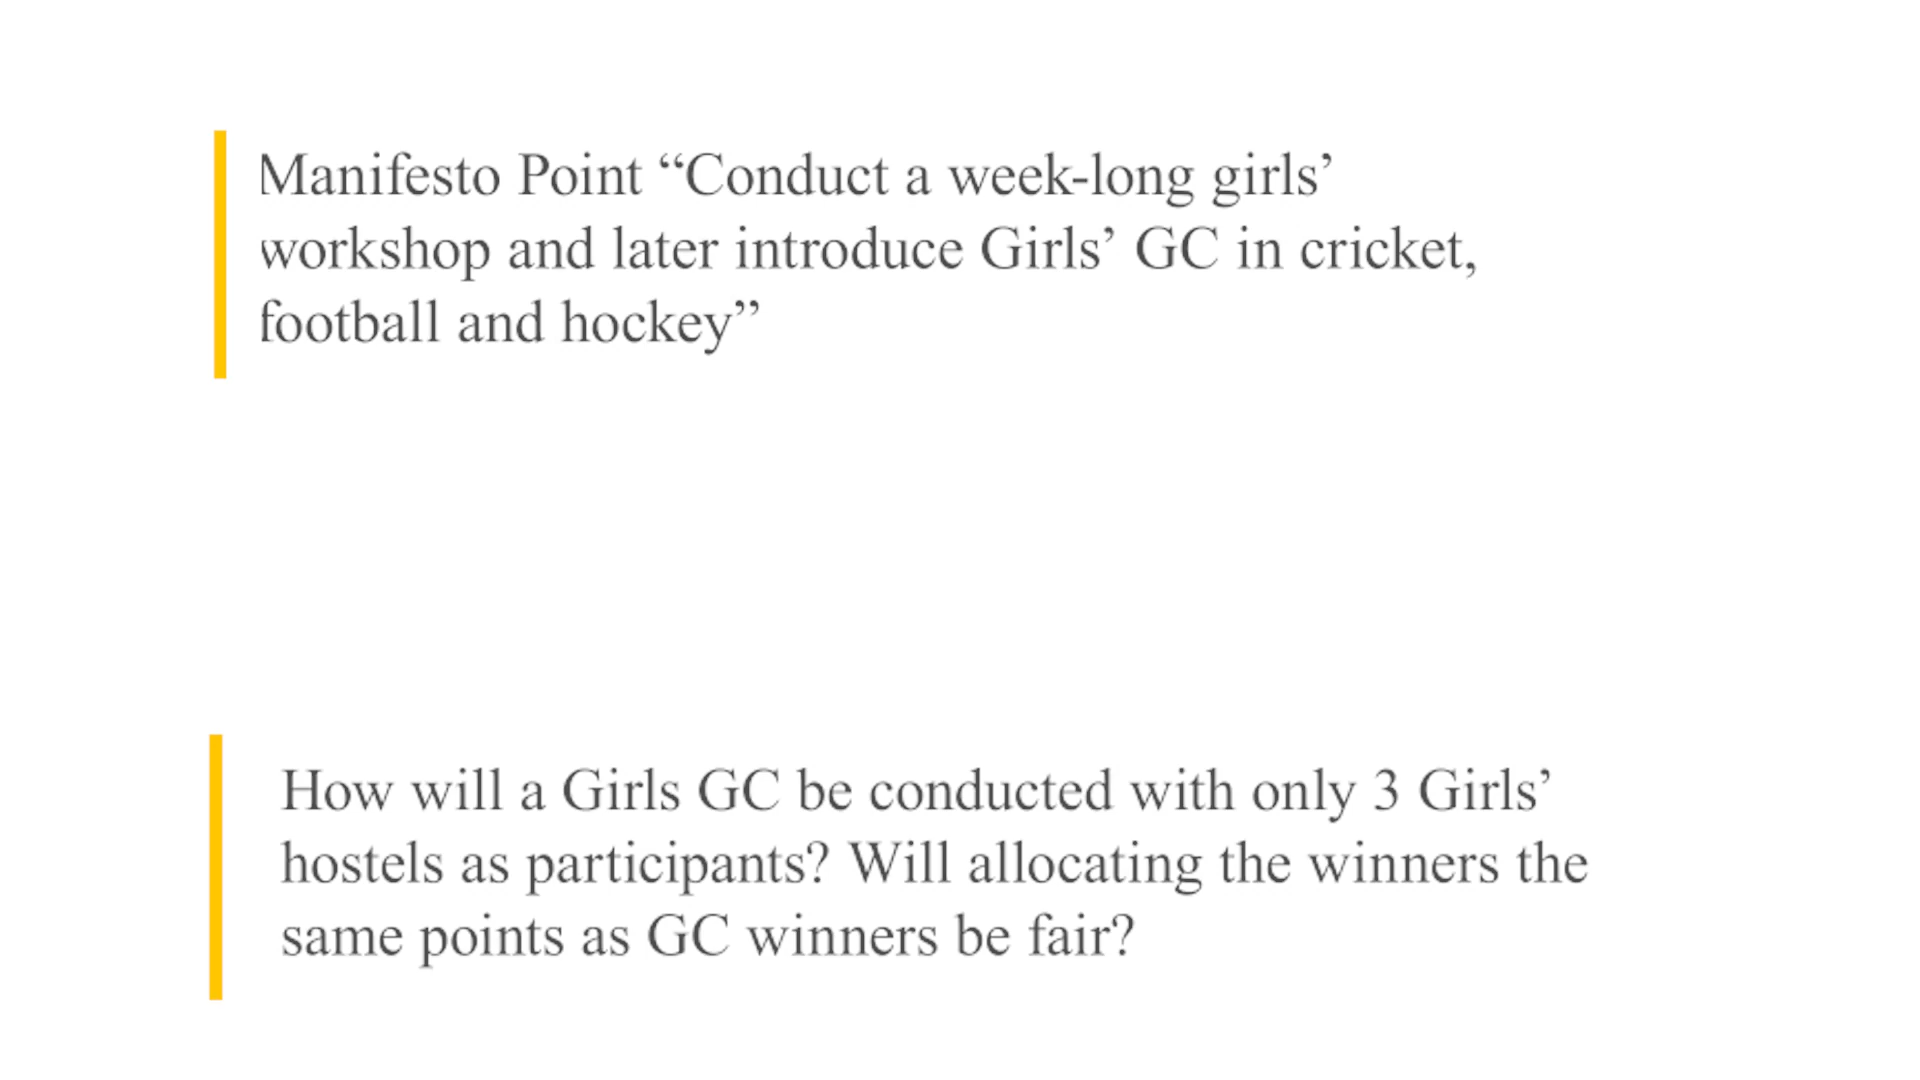 Manifesto Point “Conduct a week-long girls’
workshop and later introduce Girls’ GC in cricket,
football and hockey”
How will a Girls GC be conducted with only 3 Girls’
hostels as participants? Will allocating the winners the
same points as GC winners be fair?